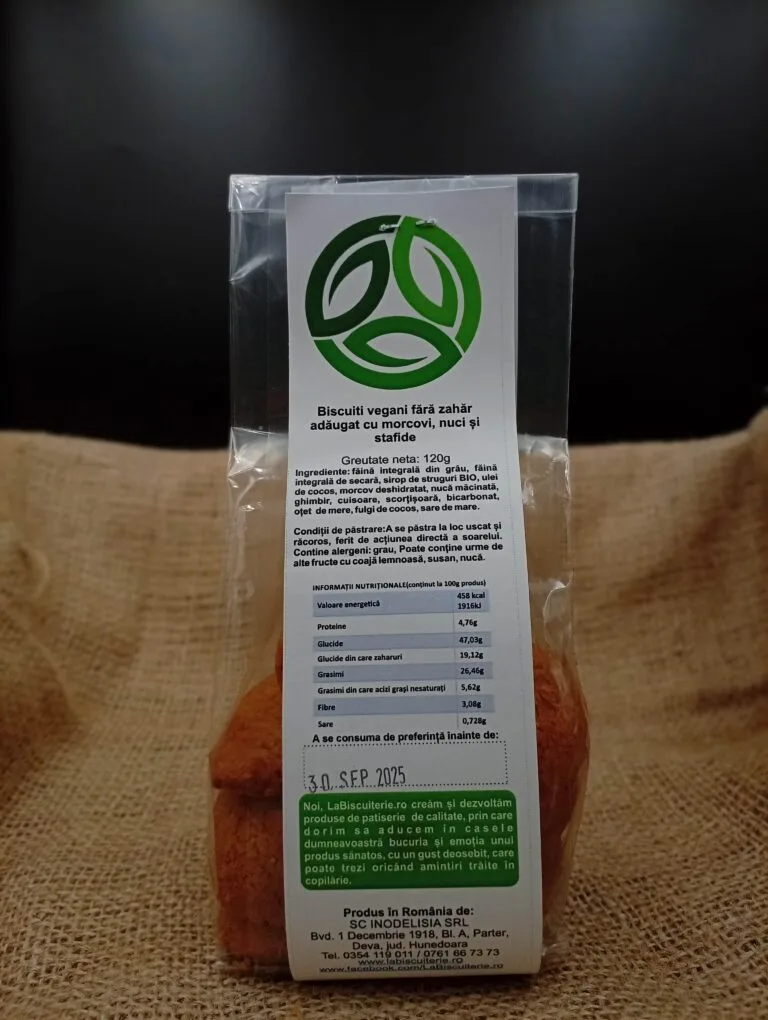 Biscuiti vegani fără zahăr
adăugat cu morcovi, nuci și
stafide
Greutate neta: 120g
Ingrediente: făină integrală din grâu, făină
integrală de secară, sirop de struguri BIO, ulei
de cocos, morcov deshidratat, nucă măcinată,
ghimbir, cuisoare, scorțișoară, bicarbonat,
oțet de mere, fulgi de cocos, sare de mare.
Condiții de păstrare:A se păstra la loc uscat și
răcoros, ferit de acțiunea directă a soarelui.
Contine alergeni: grau, Poate conține urme de
alte fructe cu coajă lemnoasă, susan, nucă.
INFORMAȚII NUTRIȚIONALE(conținut la 100g produs)
Valoare energetică 458 kcal
1916kJ
Proteine 4,76g
Glucide 47,03g
Glucide din care zaharuri 19,12g
Grasimi 26,46g
Grasimi din care acizi grași nesaturați 5,62g
Fibre 3,08g
Sare 0,728g
A se consuma de preferință înainte de:
30. SEP. 2025
Noi, LaBiscuiterie.ro creăm și dezvoltăm
produse de patiserie de calitate, prin care
dorim sa aducem în casele
dumneavoastră bucuria și emoția unui
produs sănatos, cu un gust deosebit, care
poate trezi oricând amintiri trăite în
copilărie.
Produs în România de:
SC INODELISIA SRL
Bvd. 1 Decembrie 1918, Bl. A, Parter,
Deva, jud. Hunedoara
Tel. 0354 119 011 / 0761 66 73 73
www.labiscuiterie.ro
www.facebook.com/LaBiscuiterie.ro